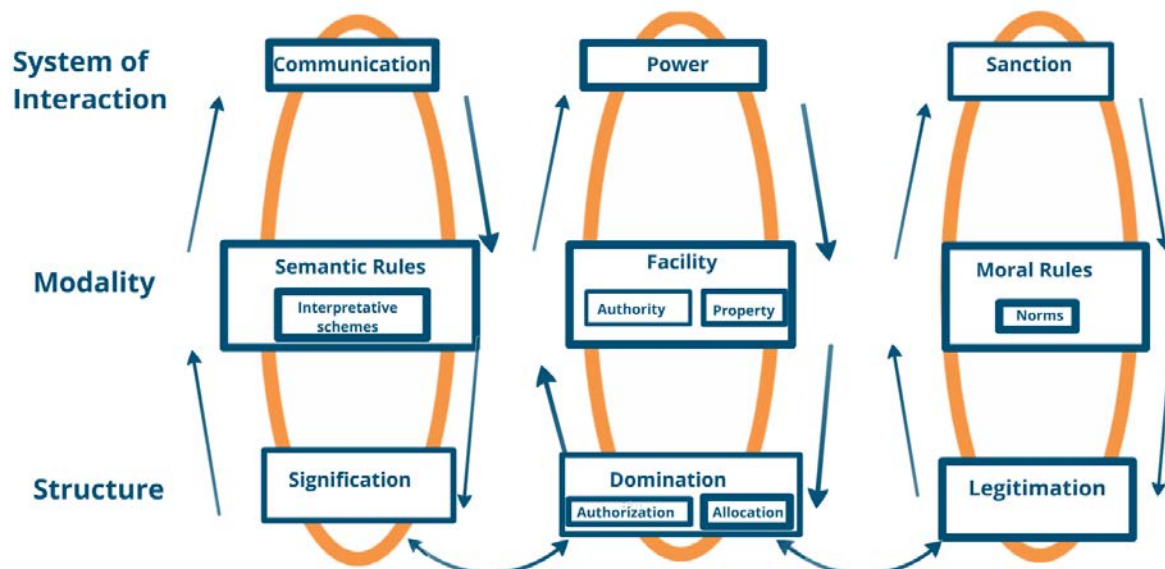 System of
Interaction
Communication
Power
Sanction
Modality
Semantic Rules
Interpretative
schemes
Facility
Authority
Property
Moral Rules
Norms
Structure
Signification
Domination
Authorization
Allocation
Legitimation